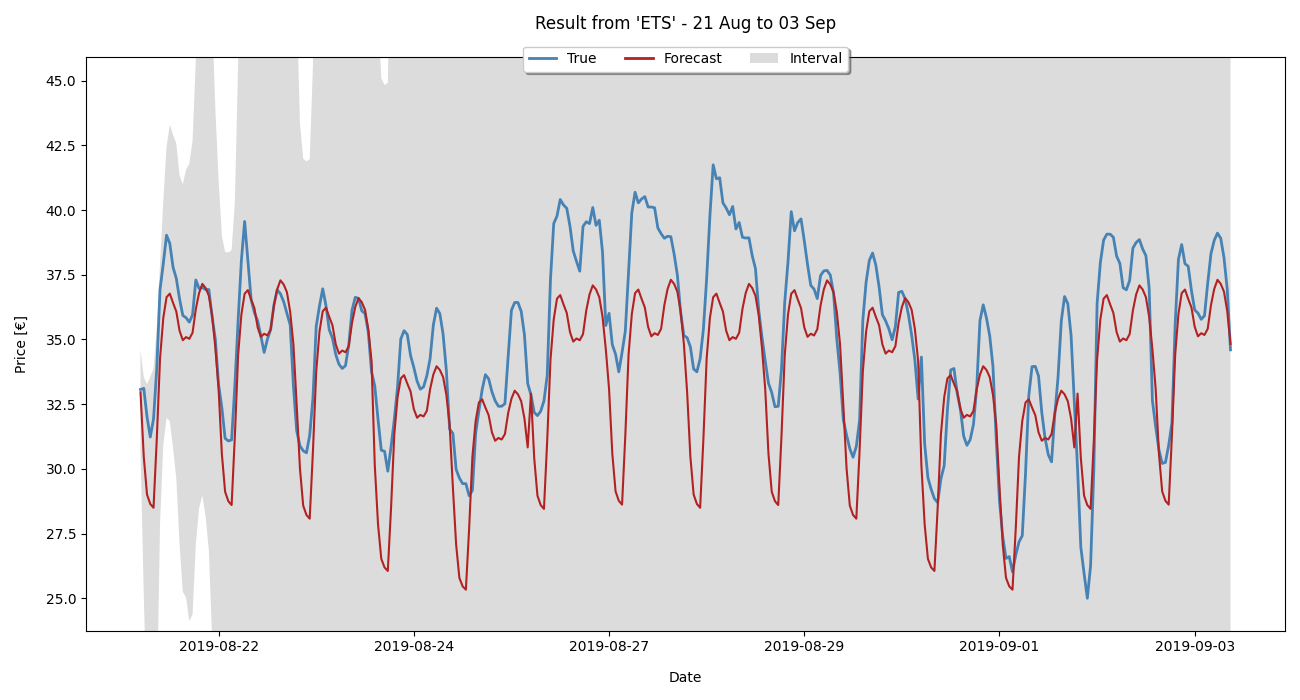 Result from 'ETS' - 21 Aug to 03 Sep
True
Forecast
Interval
Price [€]
45.0
42.5
40.0
37.5
35.0
32.5
30.0
27.5
25.0
2019-08-22
2019-08-24
2019-08-27
2019-08-29
2019-09-01
2019-09-03
Date